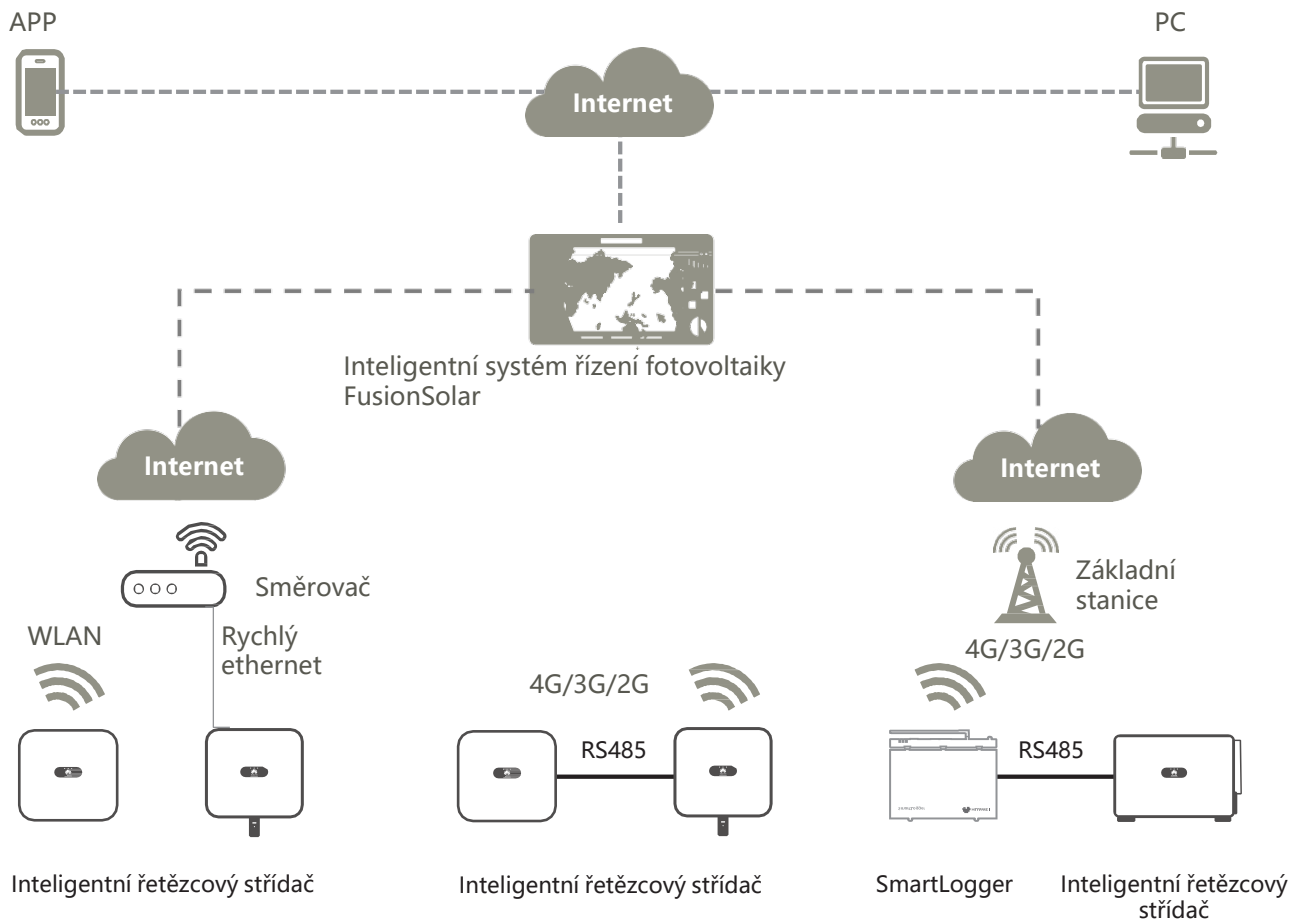 APP
PC
Internet
Inteligentní systém řízení fotovoltaiky
FusionSolar
Internet
Internet
Směrovač
Základní
stanice
WLAN
Rychlý
ethernet
4G/3G/2G
4G/3G/2G
RS485
RS485
Inteligentní řetězcový střídač
Inteligentní řetězcový střídač
SmartLogger
Inteligentní řetězcový
střídač